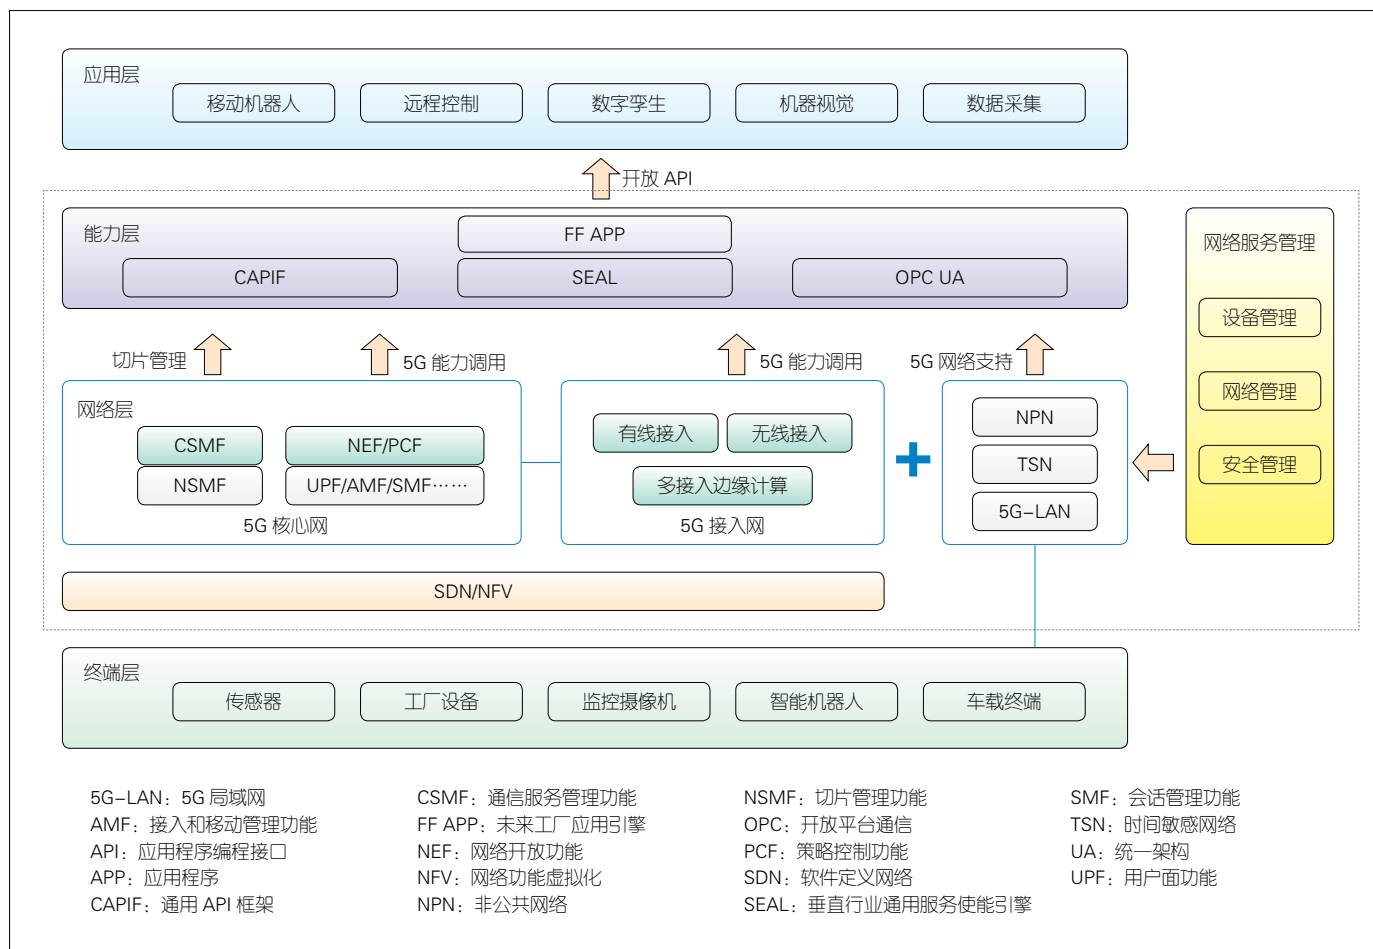 应用层
移动机器人 远程控制 数字孪生 机器视觉 数据采集
开放 API
能力层
FF APP
CAPIF SEAL OPC UA
切片管理 5G 能力调用 5G 能力调用 5G 网络支持
网络层
CSMF NEF/PCF
NSMF UPF/AMF/SMF……
5G 核心网
有线接入 无线接入
多接入边缘计算
5G 接入网
NPN
TSN
5G-LAN
网络服务管理
设备管理
网络管理
安全管理
SDN/NFV
终端层
传感器 工厂设备 监控摄像机 智能机器人 车载终端
5G-LAN：5G 局域网 CSMF：通信服务管理功能 NSMF：切片管理功能 SMF：会话管理功能
AMF：接入和移动管理功能 FF APP：未来工厂应用引擎 OPC：开放平台通信 TSN：时间敏感网络
API：应用程序编程接口 NEF：网络开放功能 PCF：策略控制功能 UA：统一架构
APP：应用程序 NFV：网络功能虚拟化 SDN：软件定义网络 UPF：用户面功能
CAPIF：通用 API 框架 NPN：非公共网络 SEAL：垂直行业通用服务使能引擎